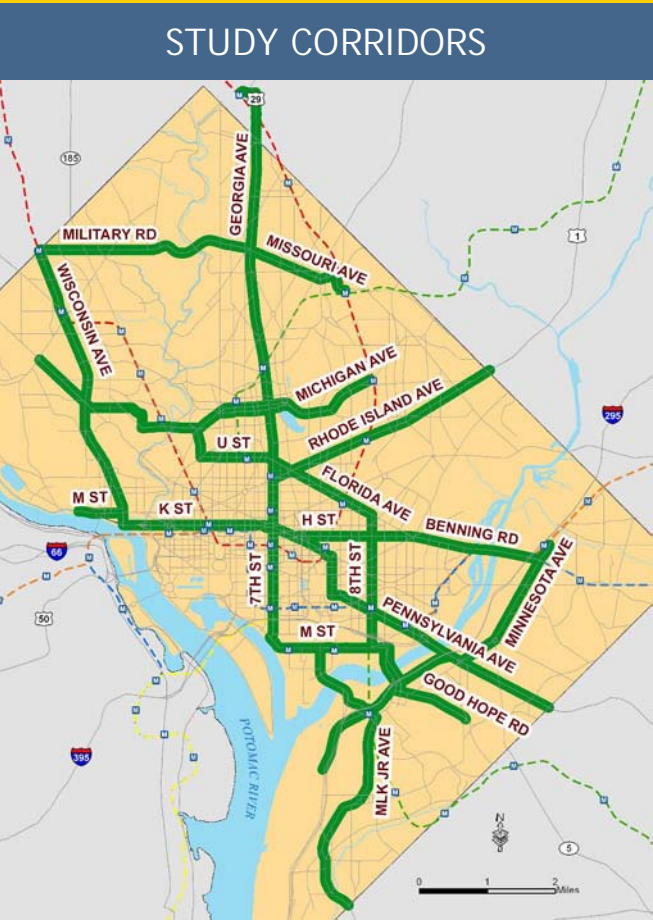 STUDY CORRIDORS
M
29
M
185
GEORGIA AVE
M
M
MILITARY RD
M
1
M
MISSOURI AVE
M
M
M
WISCONSIN AVE
M
M
M
M
MICHIGAN AVE
M
M
RHODE ISLAND AVE
295
M
U ST
M
M
M
FLORIDA AVE
M
M
M ST
K ST
H ST
BENNING RD
66
50
7TH ST
8TH ST
MINNESOTA AVE
PENNSYLVANIA AVE
M ST
GOOD HOPE RD
POTOMAC RIVER
395
MLK JR AVE
N
5
0 1 2
Miles